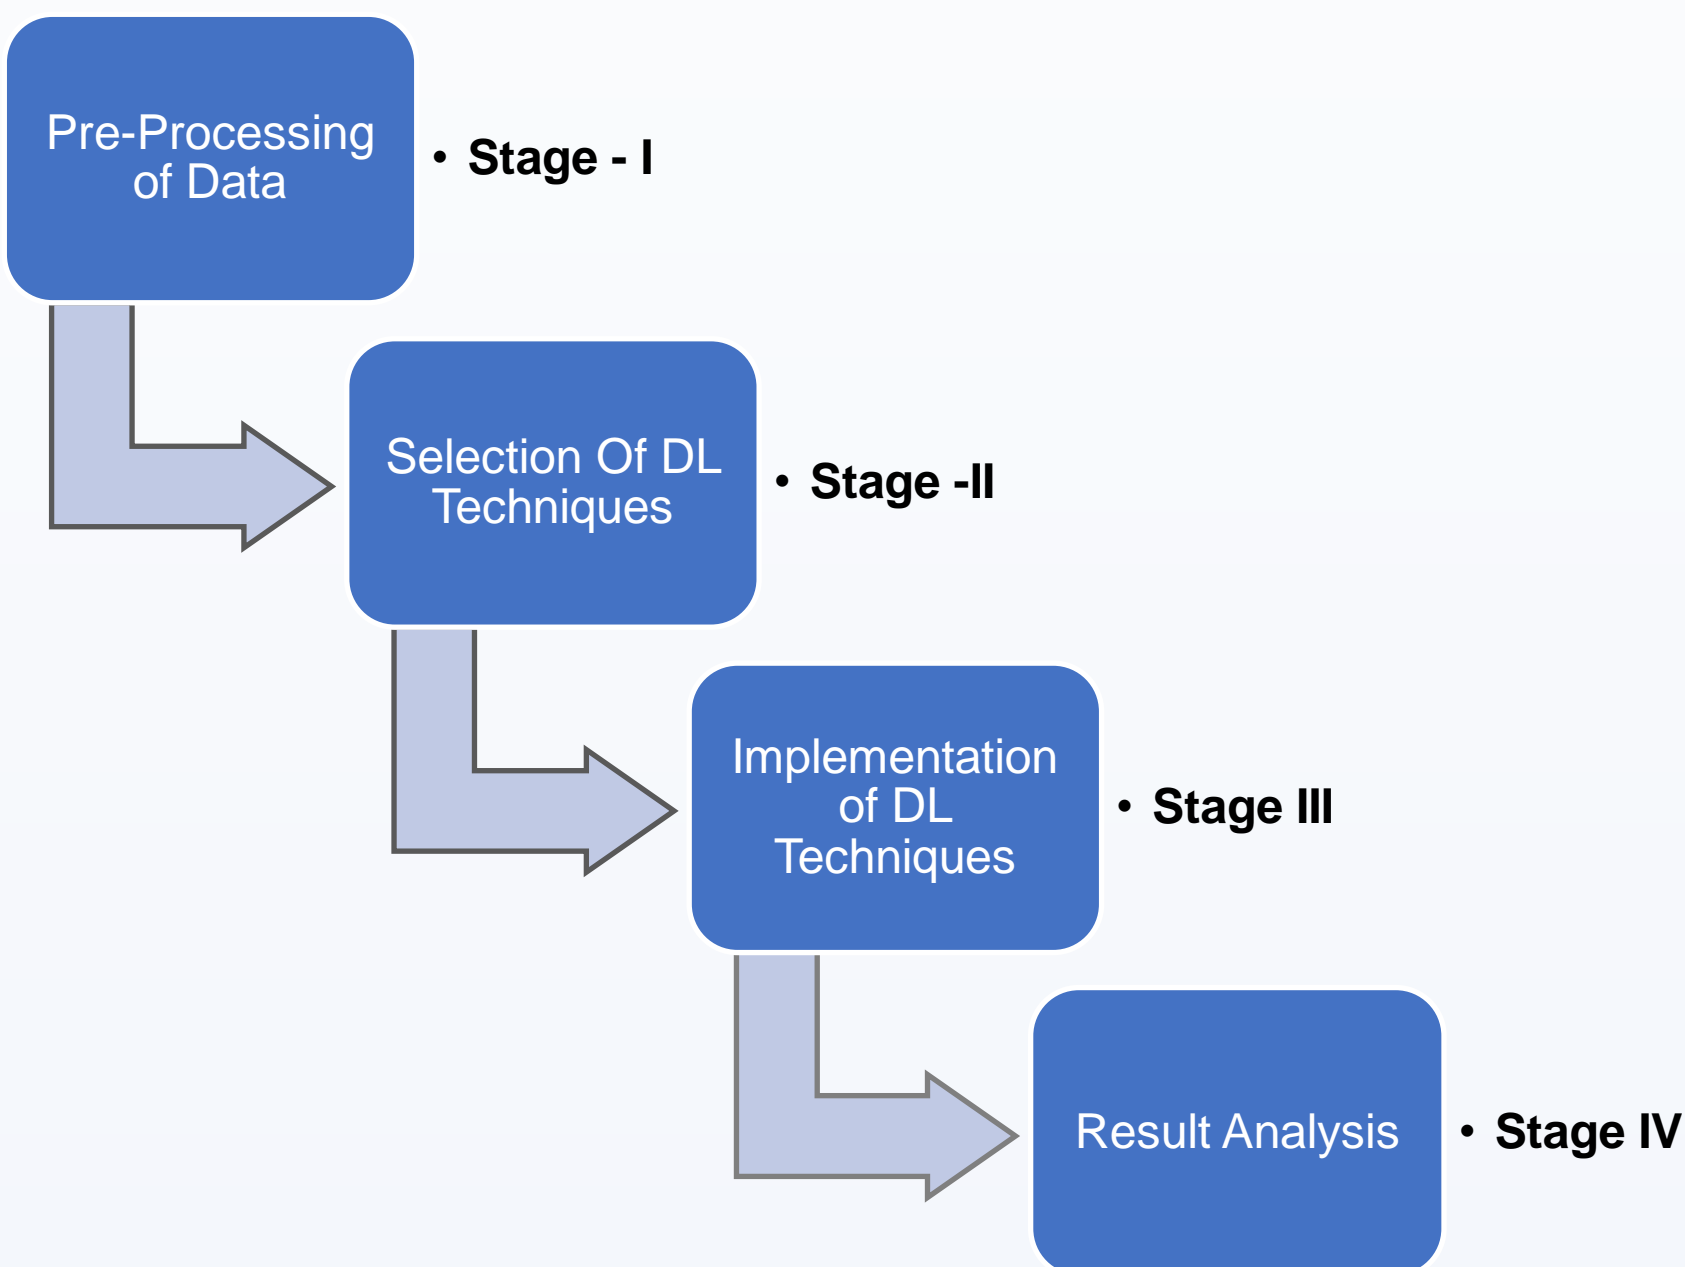 Pre-Processing
of Data
• Stage - I
Selection Of DL
Techniques
• Stage -II
Implementation
of DL
Techniques
• Stage III
Result Analysis
• Stage IV